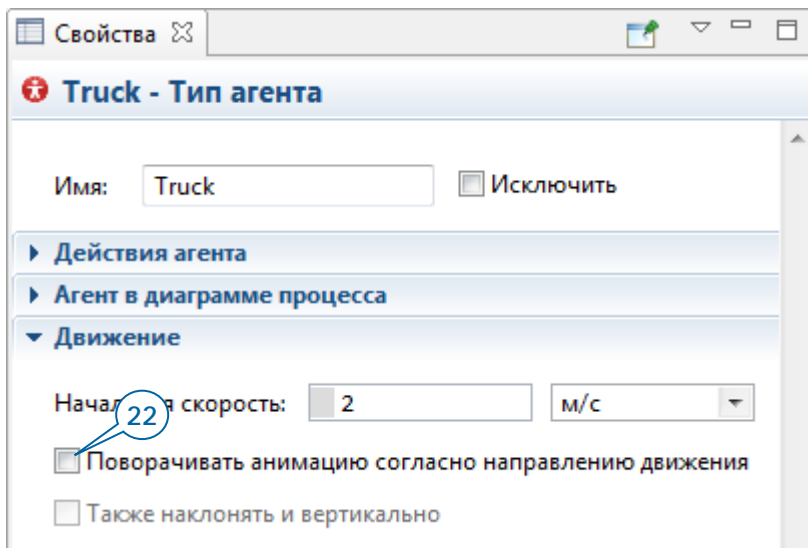 Свойства
Truck - Тип агента
Имя: Truck Исключить
Действия агента
Агент в диаграмме процесса
Движение
22
скорость: 2 м/с
Поворачивать анимацию согласно направлению движения
Также наклонять и вертикально